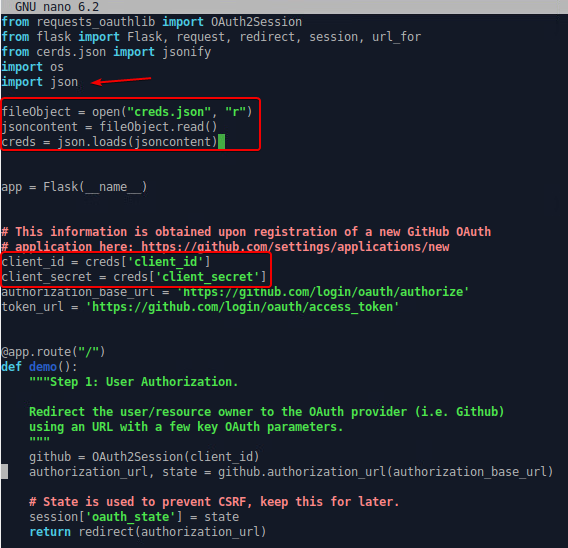 GNU nano 6.2
from requests_oauthlib import OAuth2Session
from flask import Flask, request, redirect, session, url_for
from cerds.json import jsonify
import os
import json
fileObject = open("creds.json", "r")
jsoncontent = fileObject.read()
creds = json.loads(jsoncontent)
app = Flask(__name__)
# This information is obtained upon registration of a new GitHub OAuth
# application here: https://github.com/settings/applications/new
client_id = creds['client_id']
client_secret = creds['client_secret']
authorization_base_url = 'https://github.com/login/oauth/authorize'
token_url = 'https://github.com/login/oauth/access_token'
@app.route("/")
def demo():
    """Step 1: User Authorization.
    Redirect the user/resource owner to the OAuth provider (i.e. Github)
    using an URL with a few key OAuth parameters.
    """
    github = OAuth2Session(client_id)
    authorization_url, state = github.authorization_url(authorization_base_url)
    # State is used to prevent CSRF, keep this for later.
    session['oauth_state'] = state
    return redirect(authorization_url)